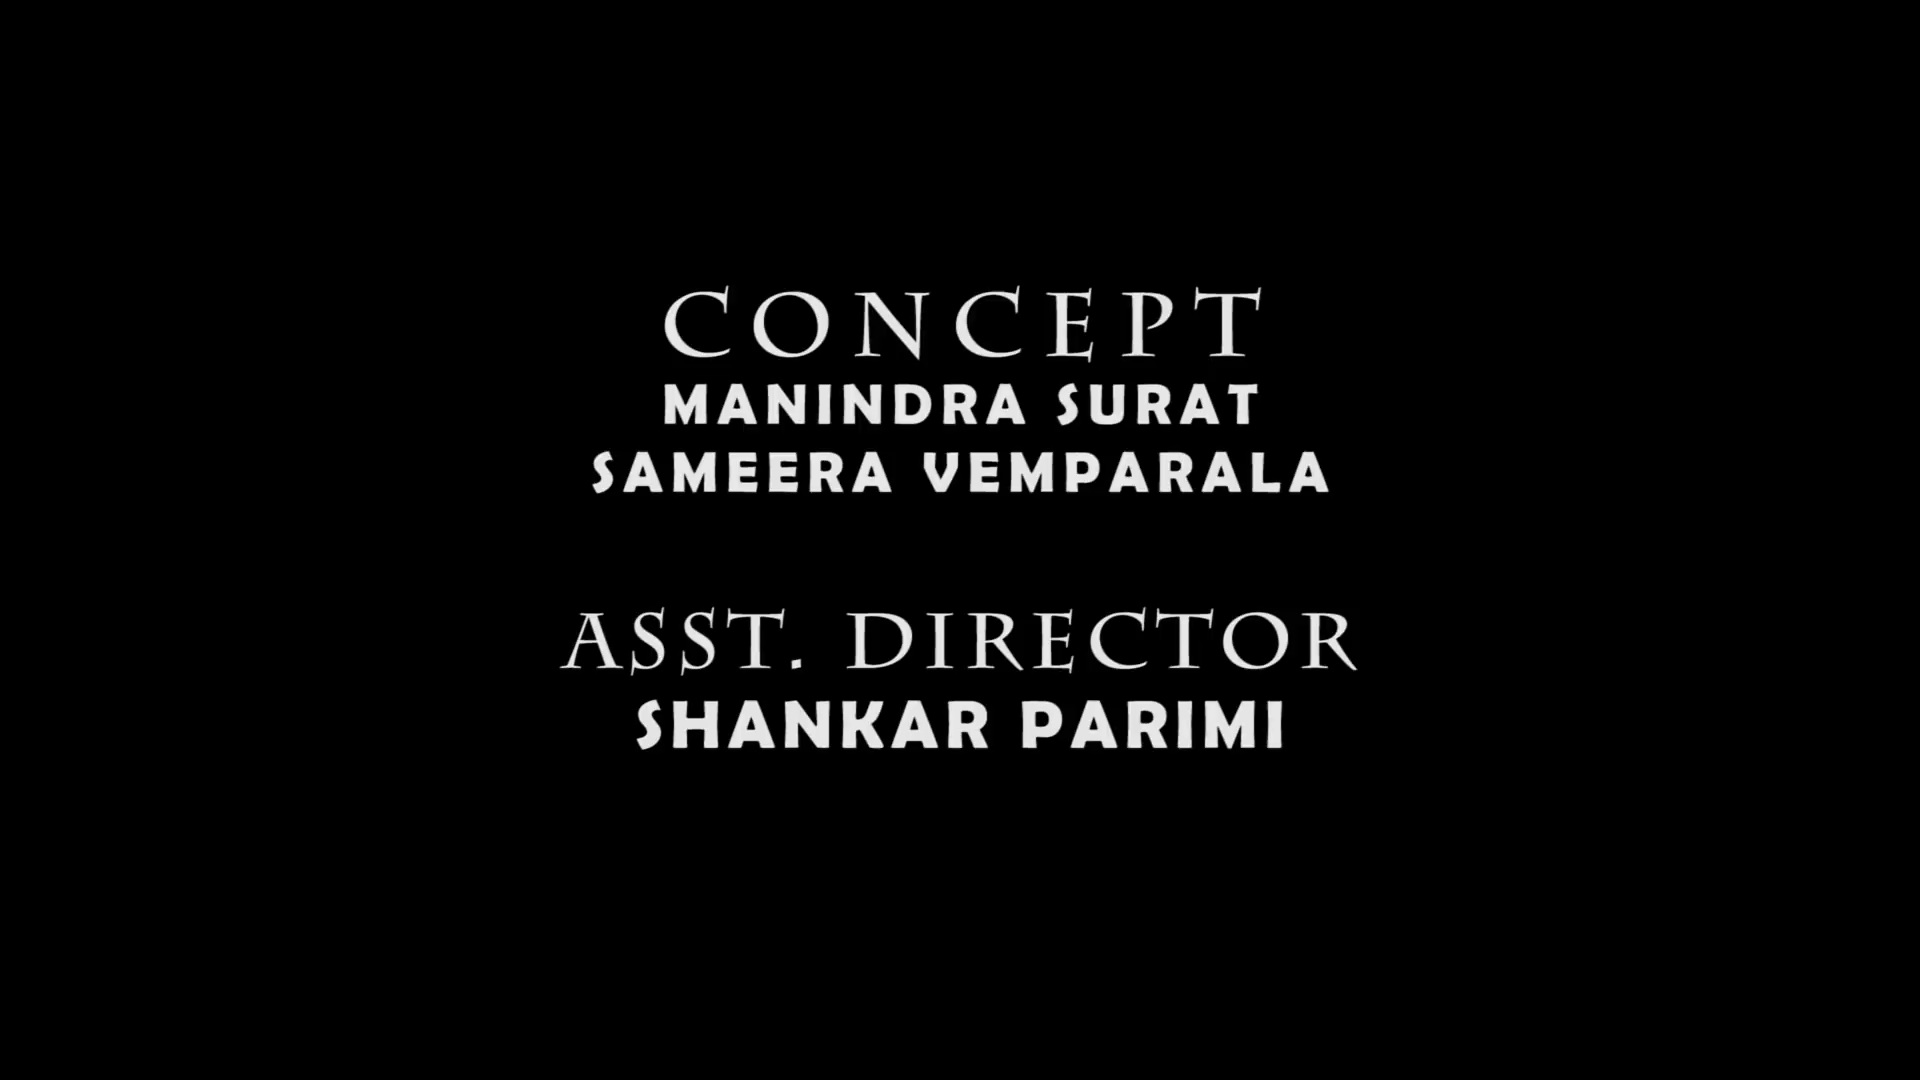 CONCEPT
MANINDRA SURAT
SAMEERA VEMPARALA
ASST. DIRECTOR
SHANKAR PARIMI